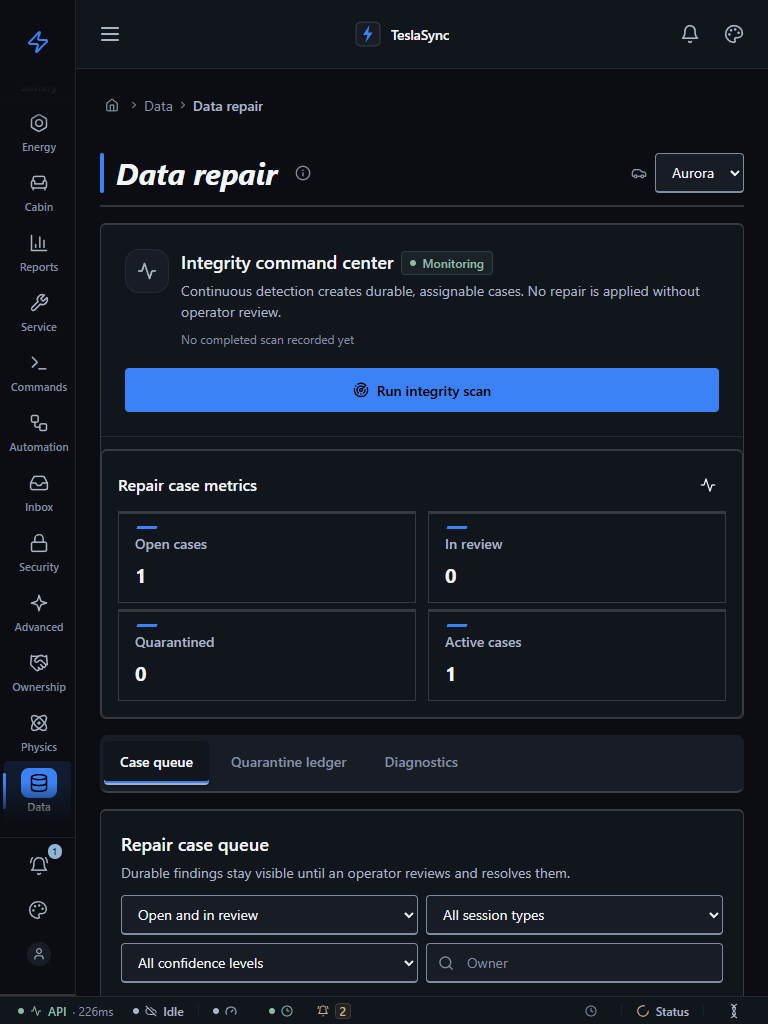 TeslaSync
Energy
Cabin
Reports
Service
Commands
Automation
Inbox
Security
Advanced
Ownership
Physics
Data
1
Data
Data repair
Data repair
Aurora
Integrity command center
Monitoring
Continuous detection creates durable, assignable cases. No repair is applied without
operator review.
No completed scan recorded yet
Run integrity scan
Repair case metrics
Open cases
1
In review
0
Quarantined
0
Active cases
1
Case queue
Quarantine ledger
Diagnostics
Repair case queue
Durable findings stay visible until an operator reviews and resolves them.
Open and in review
All session types
All confidence levels
Owner
API · 226ms
Idle
2
Status